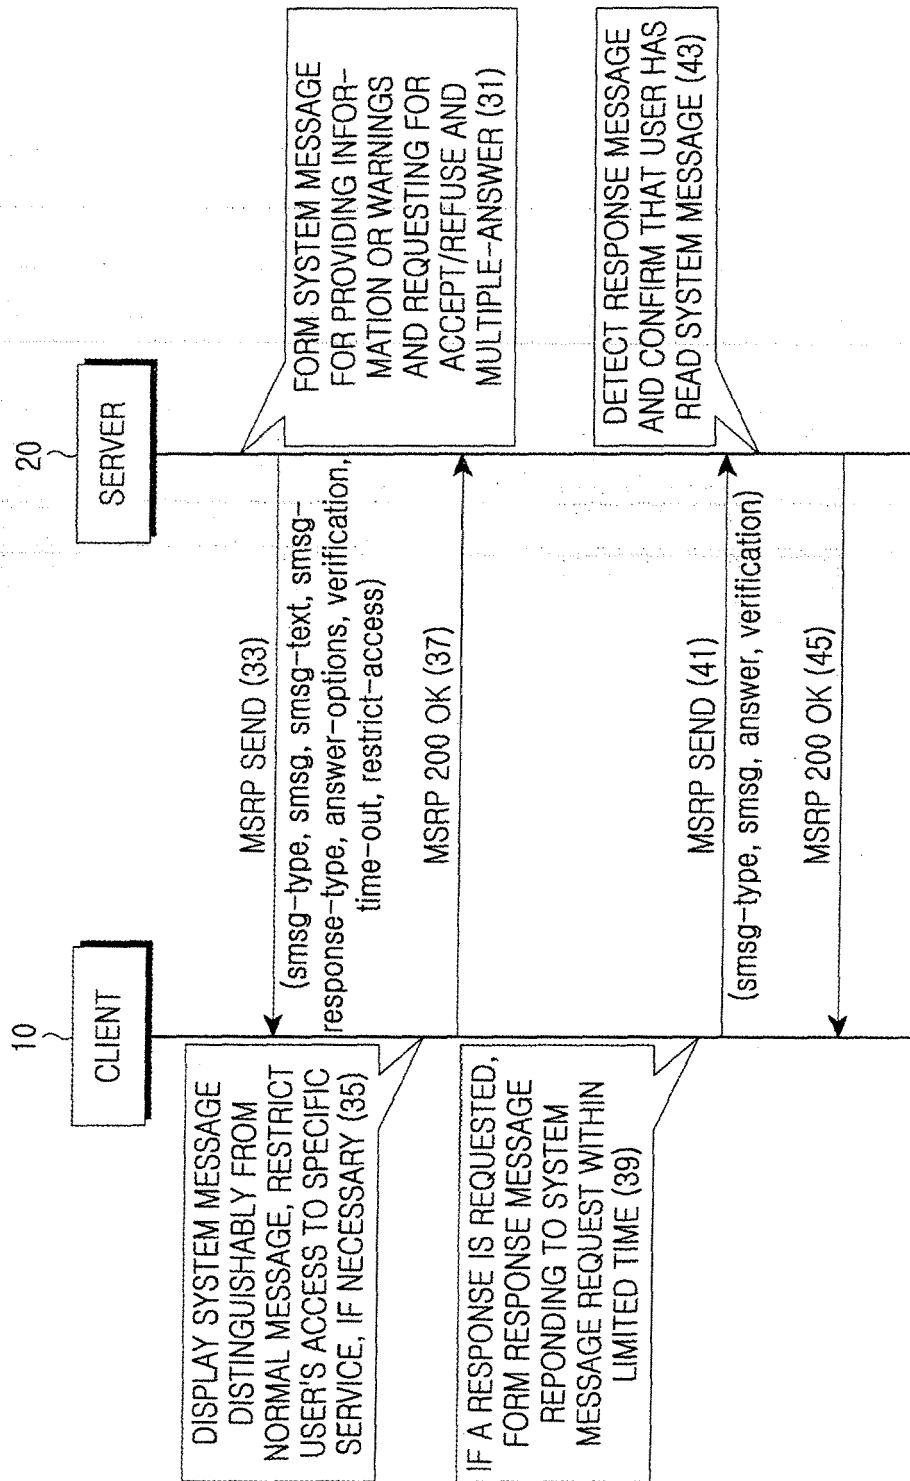 10
CLIENT
20
SERVER
FORM SYSTEM MESSAGE
FOR PROVIDING INFOR-
MATION OR WARNINGS
AND REQUESTING FOR
ACCEPT/REFUSE AND
MULTIPLE-ANSWER (31)
MSRP SEND (33)
(smsg-type, smsg, smsg-text, smsg-
response-type, answer-options, verification,
time-out, restrict-access)
DISPLAY SYSTEM MESSAGE
DISTINGUISHABLY FROM
NORMAL MESSAGE, RESTRICT
USER'S ACCESS TO SPECIFIC
SERVICE, IF NECESSARY (35)
MSRP 200 OK (37)
IF A RESPONSE IS REQUESTED,
FORM RESPONSE MESSAGE
REPONDING TO SYSTEM
MESSAGE REQUEST WITHIN
LIMITED TIME (39)
MSRP SEND (41)
(smsg-type, smsg, answer, verification)
DETECT RESPONSE MESSAGE
AND CONFIRM THAT USER HAS
READ SYSTEM MESSAGE (43)
MSRP 200 OK (45)